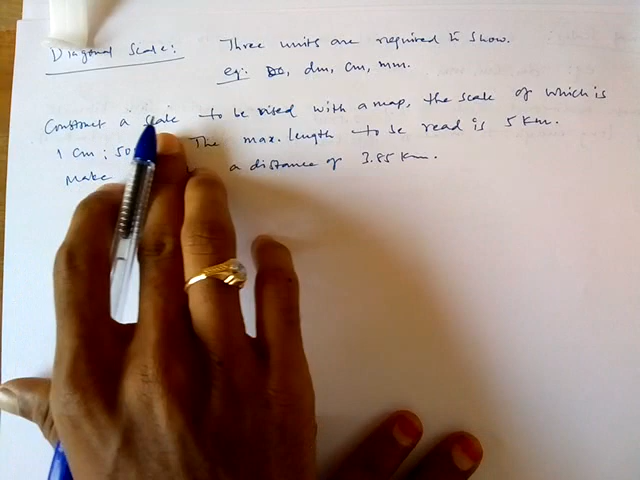 Diagonal Scale: Three units are required to show.
eg: dm, cm, mm.
Construct a scale to be used with a map, the scale of which is
1 cm : 50 The max. length to be read is 5 Km.
Make a distance of 3.85 Km.